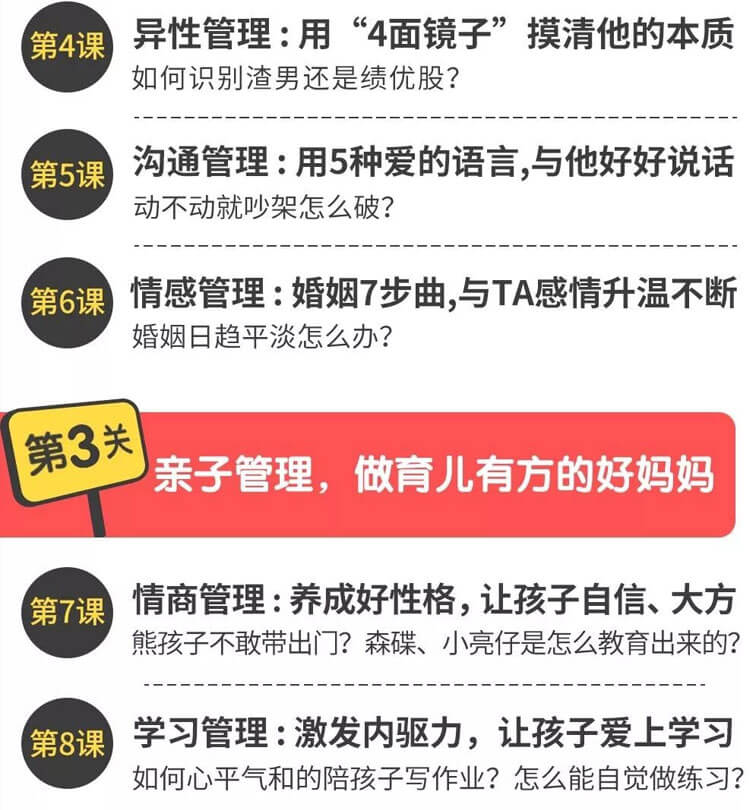 第4课
异性管理：用“4面镜子”摸清他的本质
如何识别渣男还是绩优股？
第5课
沟通管理：用5种爱的语言,与他好好说话
动不动就吵架怎么破？
第6课
情感管理：婚姻7步曲,与TA感情升温不断
婚姻日趋平淡怎么办？
第3关
亲子管理，做育儿有方的好妈妈
第7课
情商管理：养成好性格，让孩子自信、大方
熊孩子不敢带出门？森碟、小亮仔是怎么教育出来的？
第8课
学习管理：激发内驱力，让孩子爱上学习
如何心平气和的陪孩子写作业？怎么能自觉做练习？